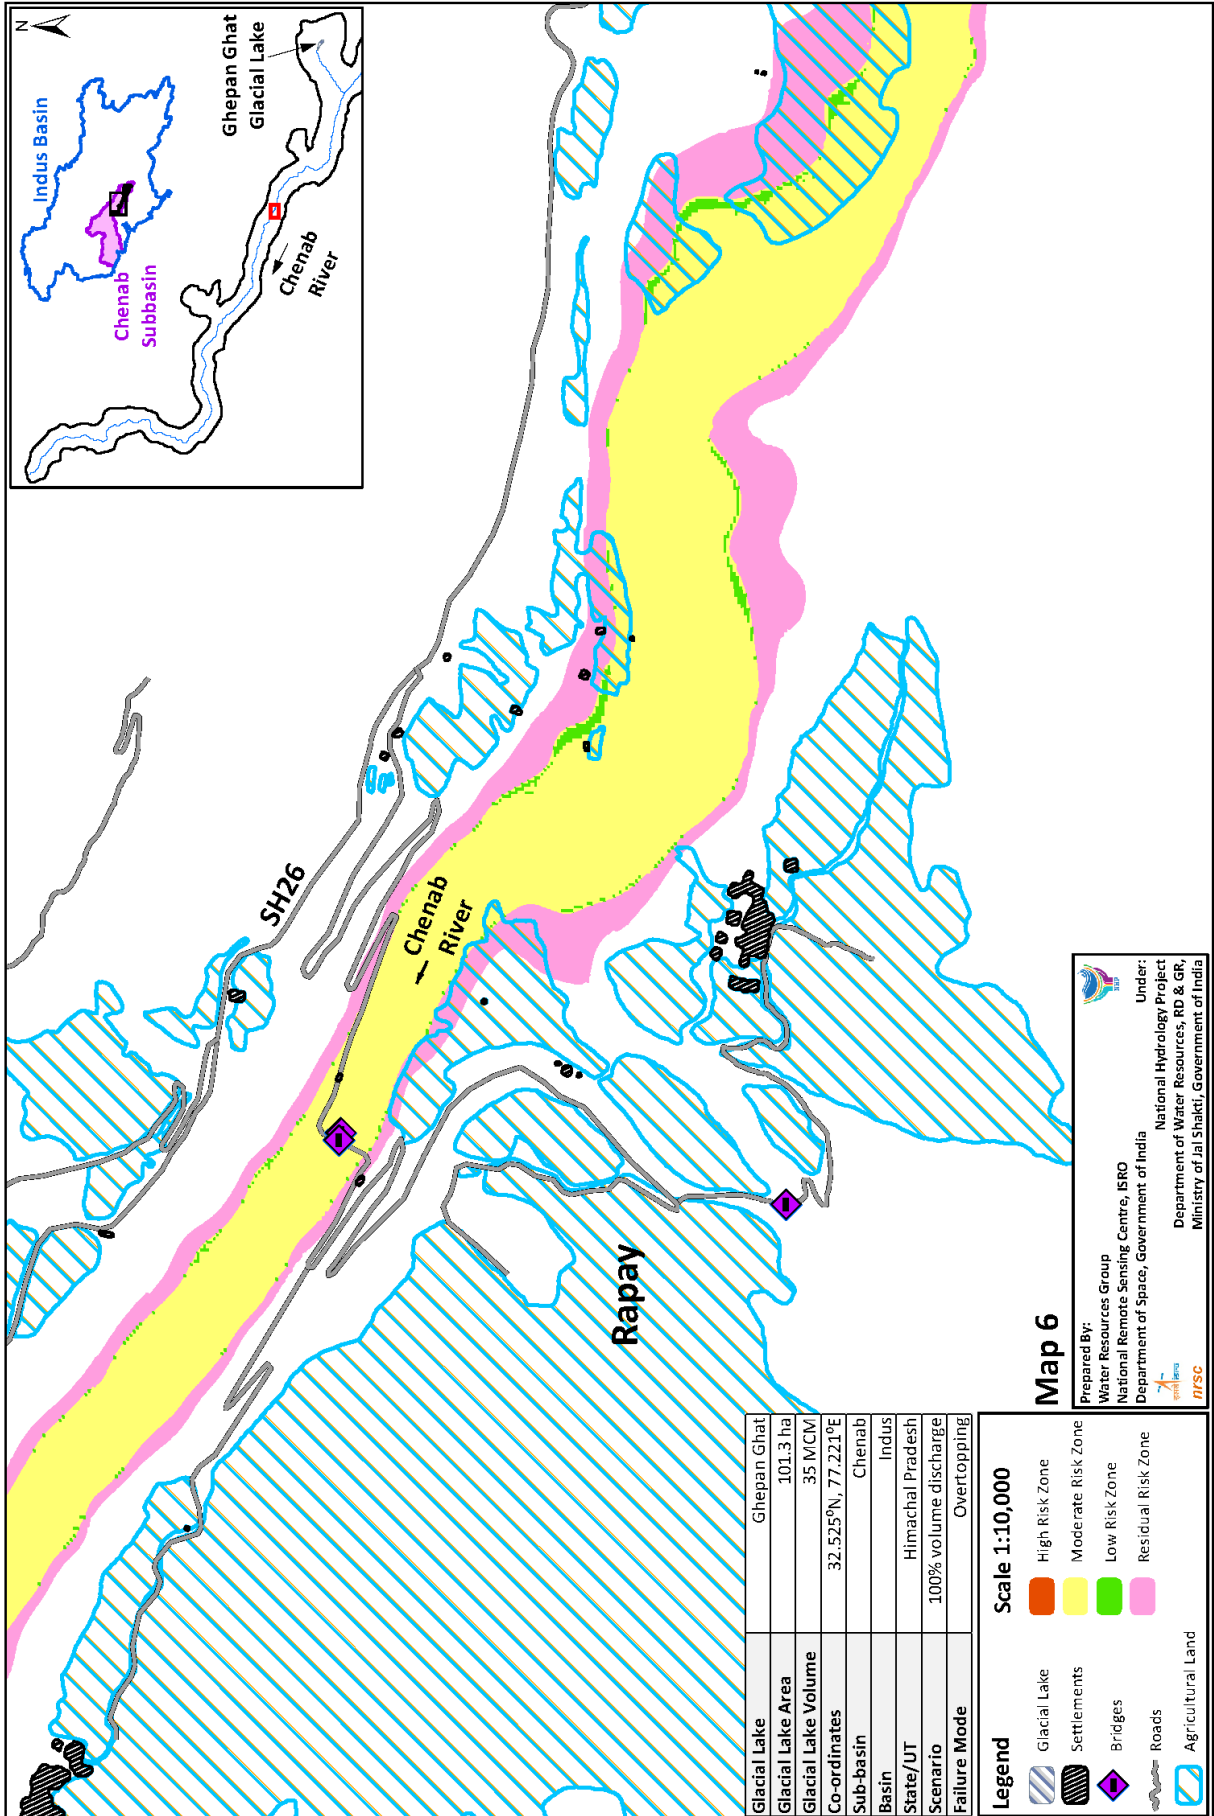 N
Indus Basin
Chenab
Subbasin
Ghepan Ghat
Glacial Lake
Chenab
River
SH26
Chenab
River
Rapay
Map 6
Glacial Lake Ghepan Ghat
Glacial Lake Area 101.3 ha
Glacial Lake Volume 35 MCM
Co-ordinates 32.525°N, 77.221°E
Sub-basin Chenab
Basin Indus
State/UT Himachal Pradesh
Scenario 100% volume discharge
Failure Mode Overtopping
Legend
Scale 1:10,000
Glacial Lake
Settlements
Bridges
Roads
Agricultural Land
High Risk Zone
Moderate Risk Zone
Low Risk Zone
Residual Risk Zone
Prepared By:
Water Resources Group
National Remote Sensing Centre, ISRO
Department of Space, Government of India
nrsc
Under:
National Hydrology Project
Department of Water Resources, RD & GR,
Ministry of Jal Shakti, Government of India